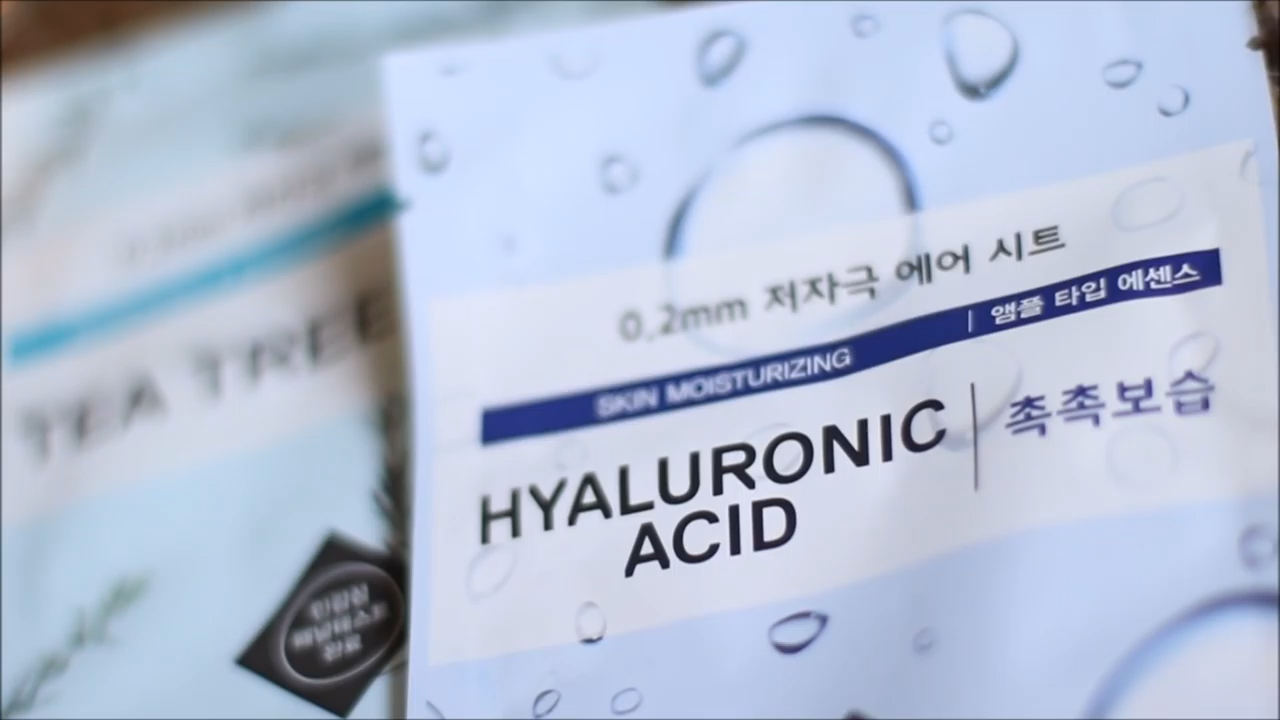 TEA TREE
0.2mm 저자극 에어 시트
SKIN MOISTURIZING | 앰플 타입 에센스
HYALURONIC | 촉촉보습
ACID